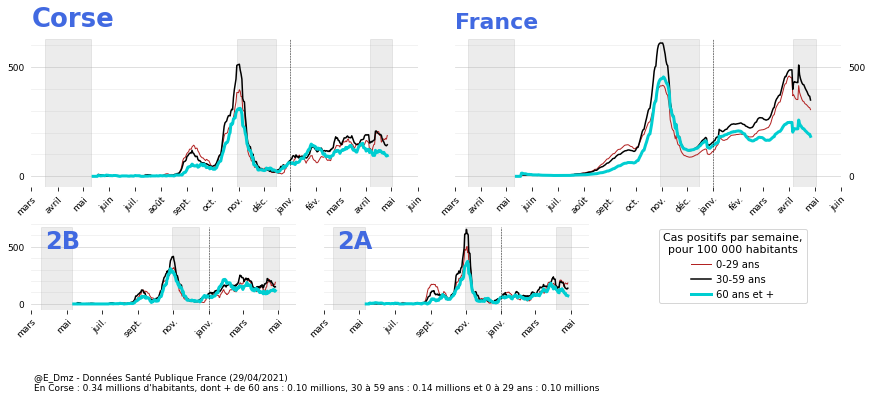 Corse
France
500
0
mars avril mai juin juil. août sept. oct. nov. déc. janv. fév. mars avril mai juin
500
0
mars avril mai juin juil. août sept. oct. nov. déc. janv. fév. mars avril mai juin
2B
2A
500
0
mars mai juil. sept. nov. janv. mars mai
mars mai juil. sept. nov. janv. mars mai
Cas positifs par semaine,
pour 100 000 habitants
0-29 ans
30-59 ans
60 ans et +
@E_Dmz - Données Santé Publique France (29/04/2021)
En Corse : 0.34 millions d'habitants, dont + de 60 ans : 0.10 millions, 30 à 59 ans : 0.14 millions et 0 à 29 ans : 0.10 millions